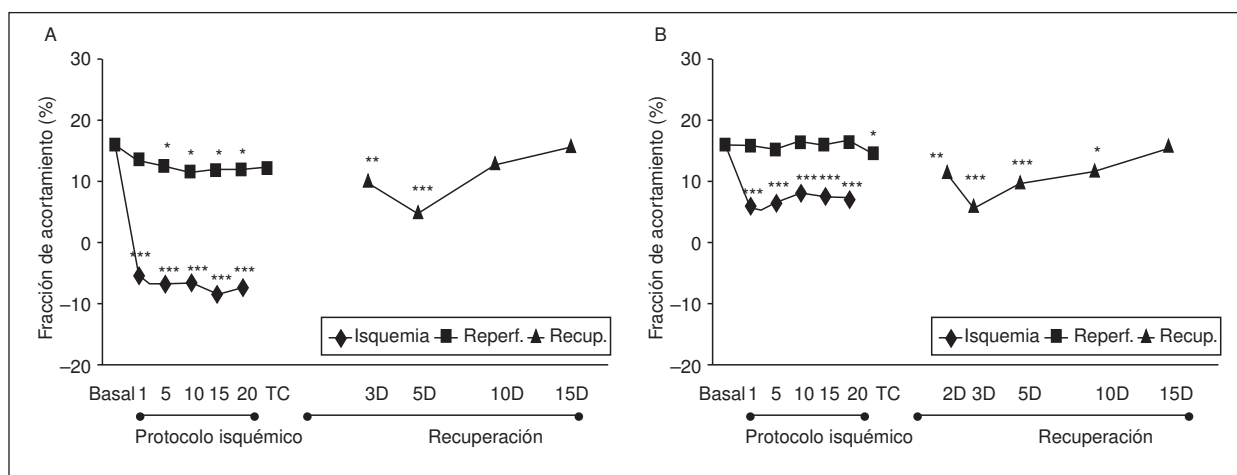 A
30
20
10
0
–10
–20
Fracción de acortamiento (%)
*
*
*
*
***
***
***
***
***
**
***
Isquemia
Reperf.
Recup.
Basal 1 5 10 15 20 TC 3D 5D 10D 15D
Protocolo isquémico
Recuperación
B
30
20
10
0
–10
–20
Fracción de acortamiento (%)
*
***
***
***
***
***
**
***
***
*
Isquemia
Reperf.
Recup.
Basal 1 5 10 15 20 TC 2D 3D 5D 10D 15D
Protocolo isquémico
Recuperación